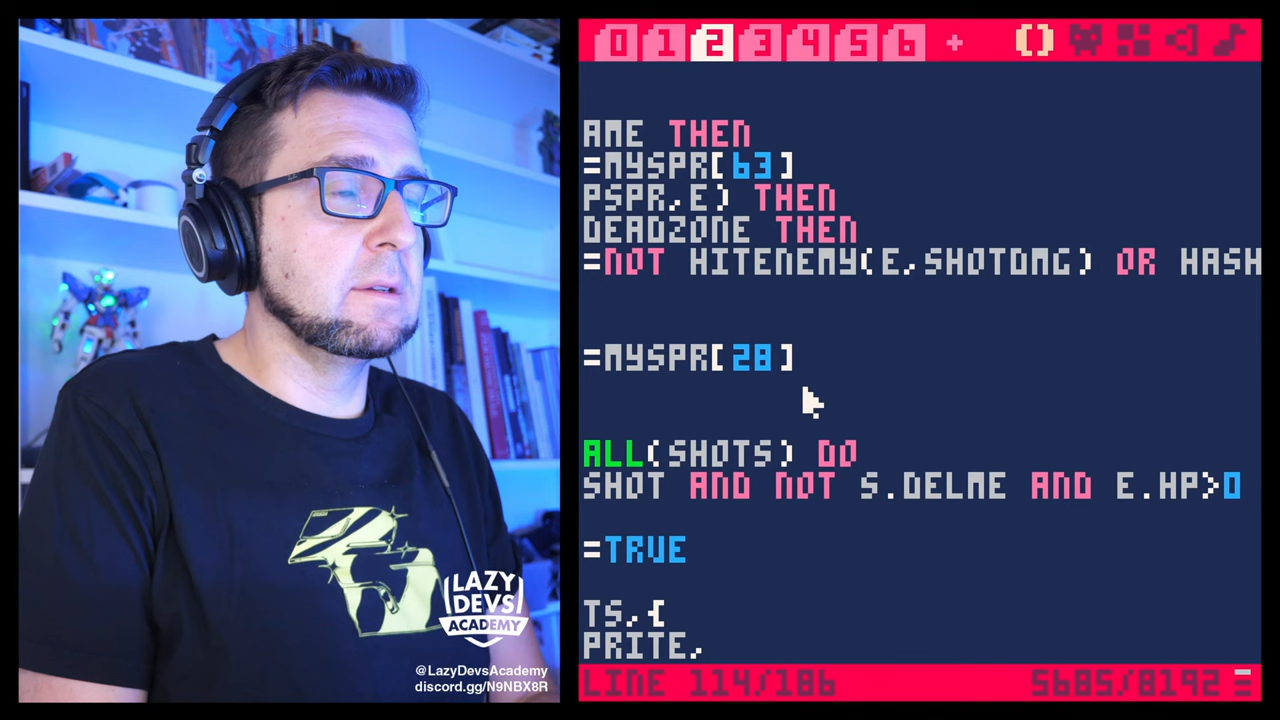 LAZY
DEVS
ACADEMY
@LazyDevsAcademy
discord.gg/N9NBX8R
0 1 2 3 4 5 6 +
AME THEN
=MYSPR[63]
PSPR,E) THEN
DEADZONE THEN
=NOT HITENEMY(E,SHOTDMG) OR HASH
=MYSPR[28]
ALL(SHOTS) DO
SHOT AND NOT S.DELME AND E.HP>0
=TRUE
TS,{
PRITE,
LINE 114/186
5685/8192